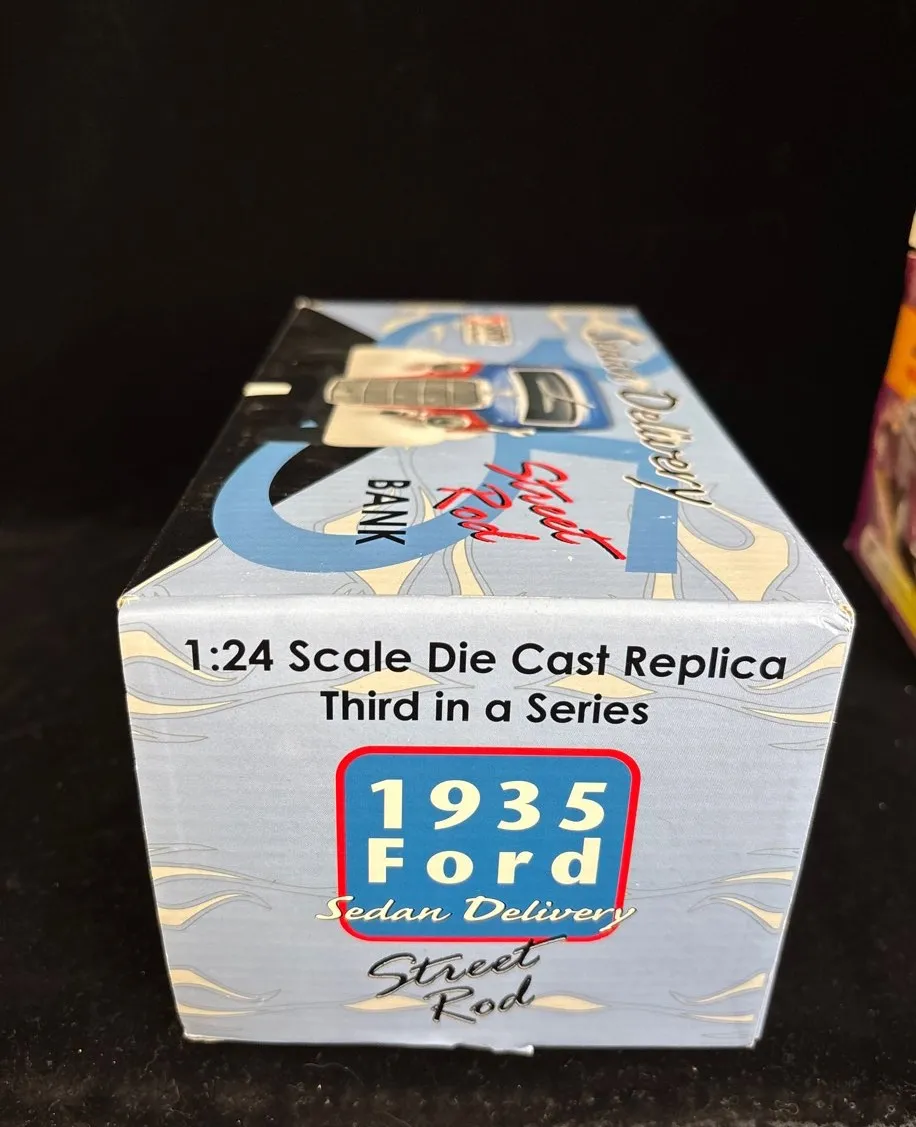 Sedan Delivery
Street
Rod
BANK
1:24 Scale Die Cast Replica
Third in a Series
1935
Ford
Sedan Delivery
Street
Rod